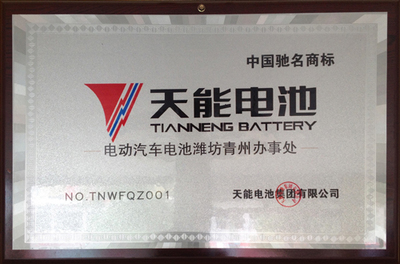 中国驰名商标
天能电池
TIANNENG BATTERY
电动汽车电池潍坊青州办事处
NO.TNWFQZ001
天能电池集团有限公司